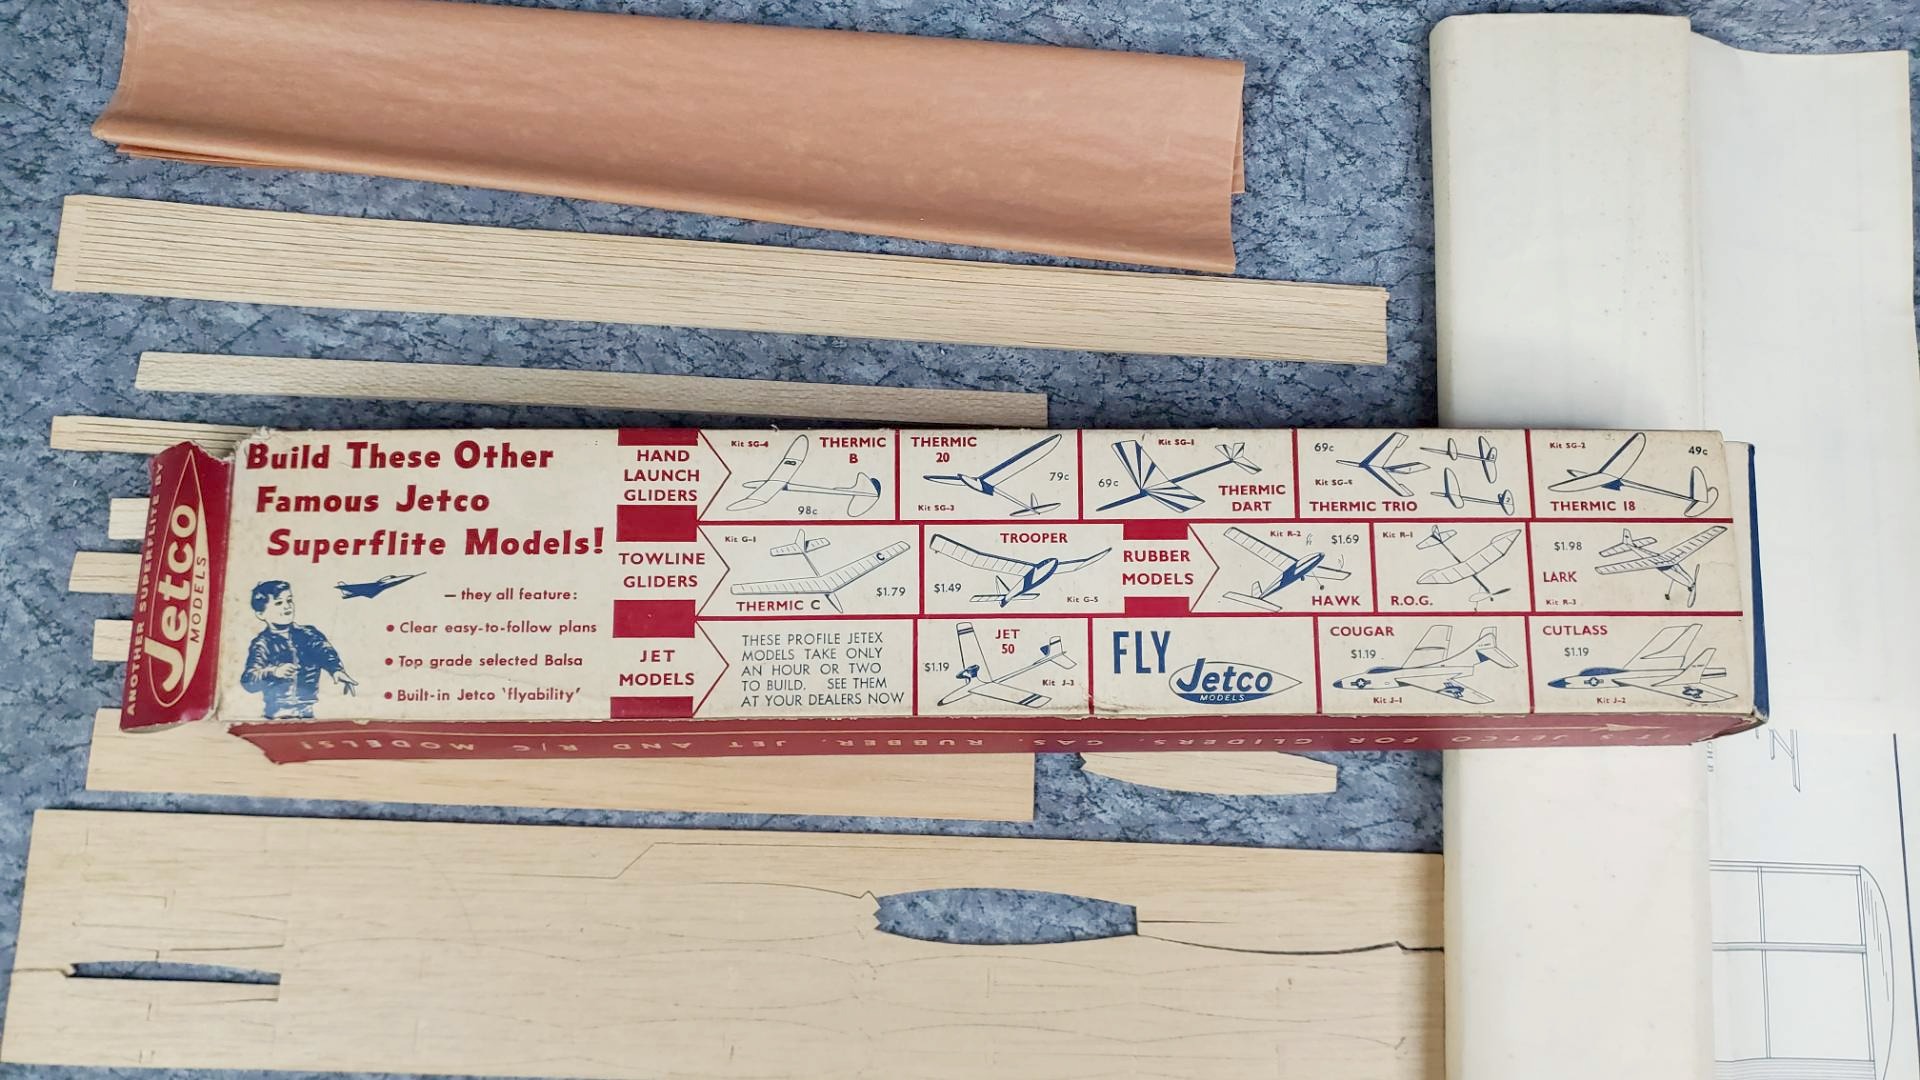 ANOTHER SUPERFLITE BY
Jetco
MODELS
Build These Other
Famous Jetco
Superflite Models!
— they all feature:
• Clear easy-to-follow plans
• Top grade selected Balsa
• Built-in Jetco 'flyability'
HAND
LAUNCH
GLIDERS
Kit SG-4
THERMIC
B
98c
THERMIC
20
79c
Kit SG-3
Kit SG-1
69c
THERMIC
DART
69c
THERMIC TRIO
Kit SG-2
49c
THERMIC 18
TOWLINE
GLIDERS
Kit G-1
C
THERMIC C
$1.79
TROOPER
$1.49
Kit G-5
RUBBER
MODELS
Kit R-2
$1.69
HAWK
Kit R-1
R.O.G.
$1.98
LARK
Kit R-3
JET
MODELS
THESE PROFILE JETEX
MODELS TAKE ONLY
AN HOUR OR TWO
TO BUILD. SEE THEM
AT YOUR DEALERS NOW
JET
50
$1.19
Kit J-3
FLY
Jetco
MODELS
COUGAR
$1.19
Kit J-1
CUTLASS
$1.19
Kit J-2
IT'S JETCO FOR GLIDERS, GAS, RUBBER, JET AND R/C MODELS!